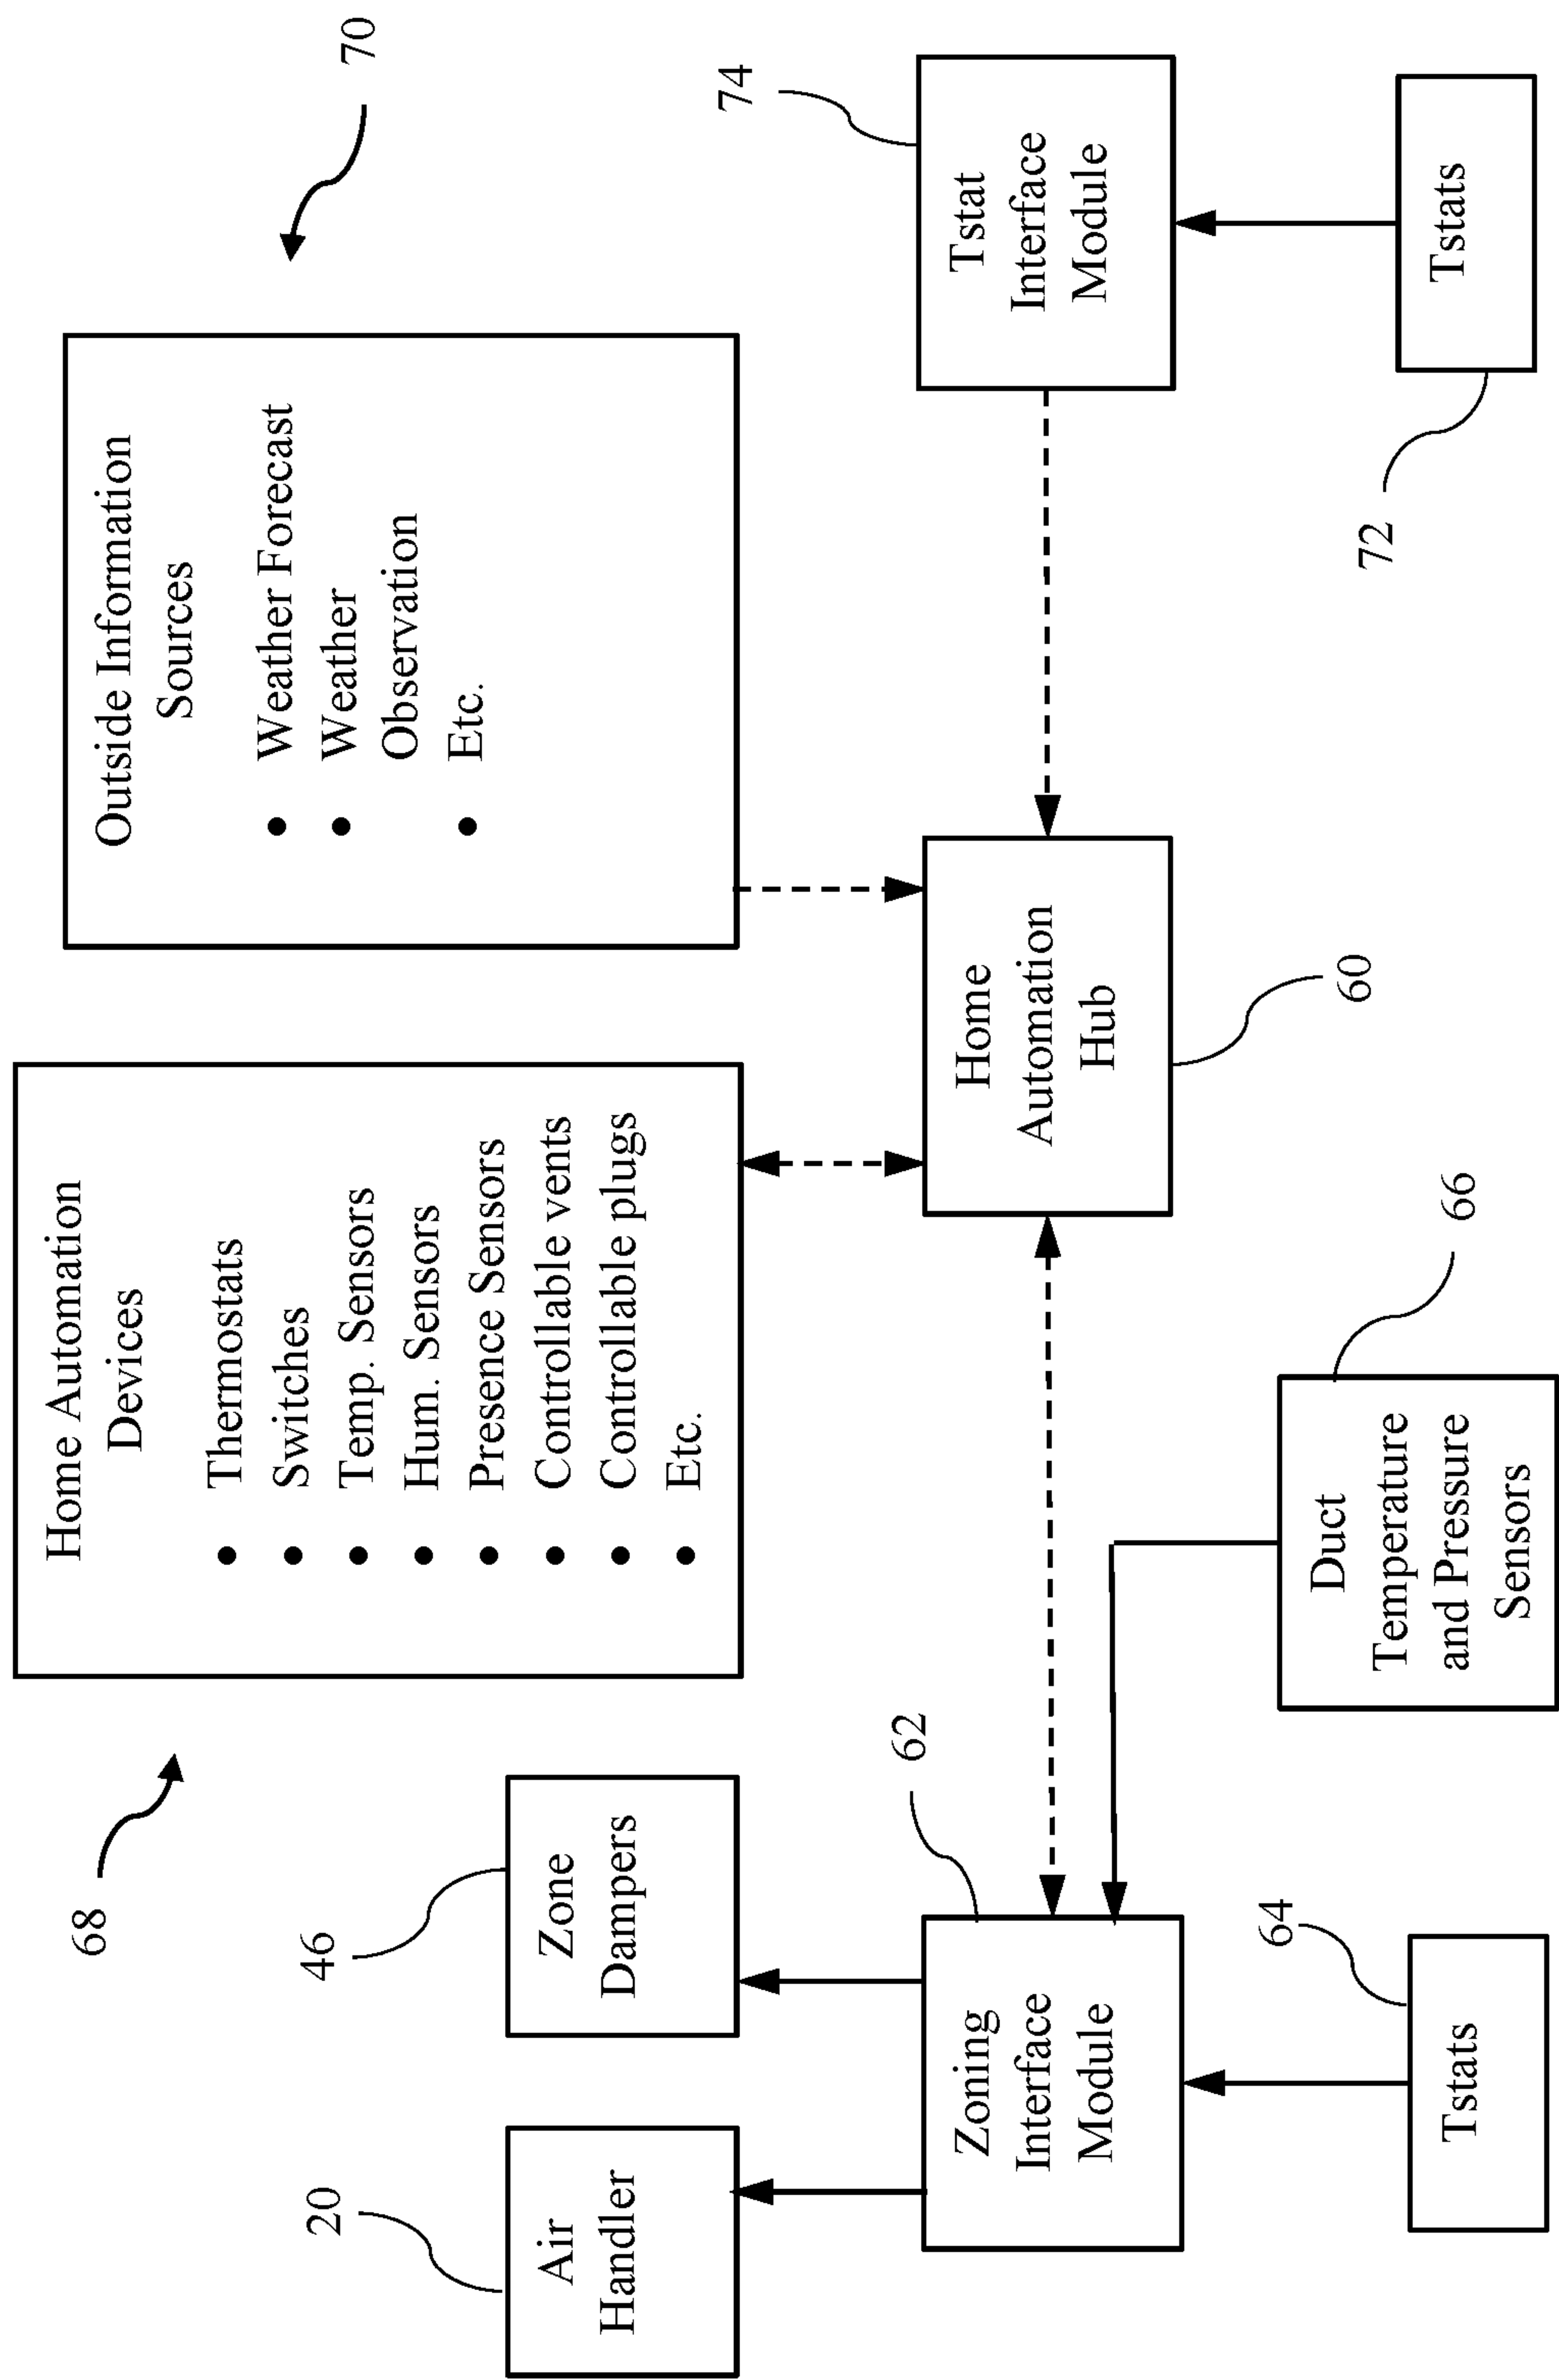 68
Home Automation
Devices
• Thermostats
• Switches
• Temp. Sensors
• Hum. Sensors
• Presence Sensors
• Controllable vents
• Controllable plugs
• Etc.
Outside Information
Sources
• Weather Forecast
• Weather
Observation
• Etc.
70
20
Air
Handler
46
Zone
Dampers
62
Zoning
Interface
Module
Home
Automation
Hub
60
74
Tstat
Interface
Module
64
Tstats
66
Duct
Temperature
and Pressure
Sensors
72
Tstats